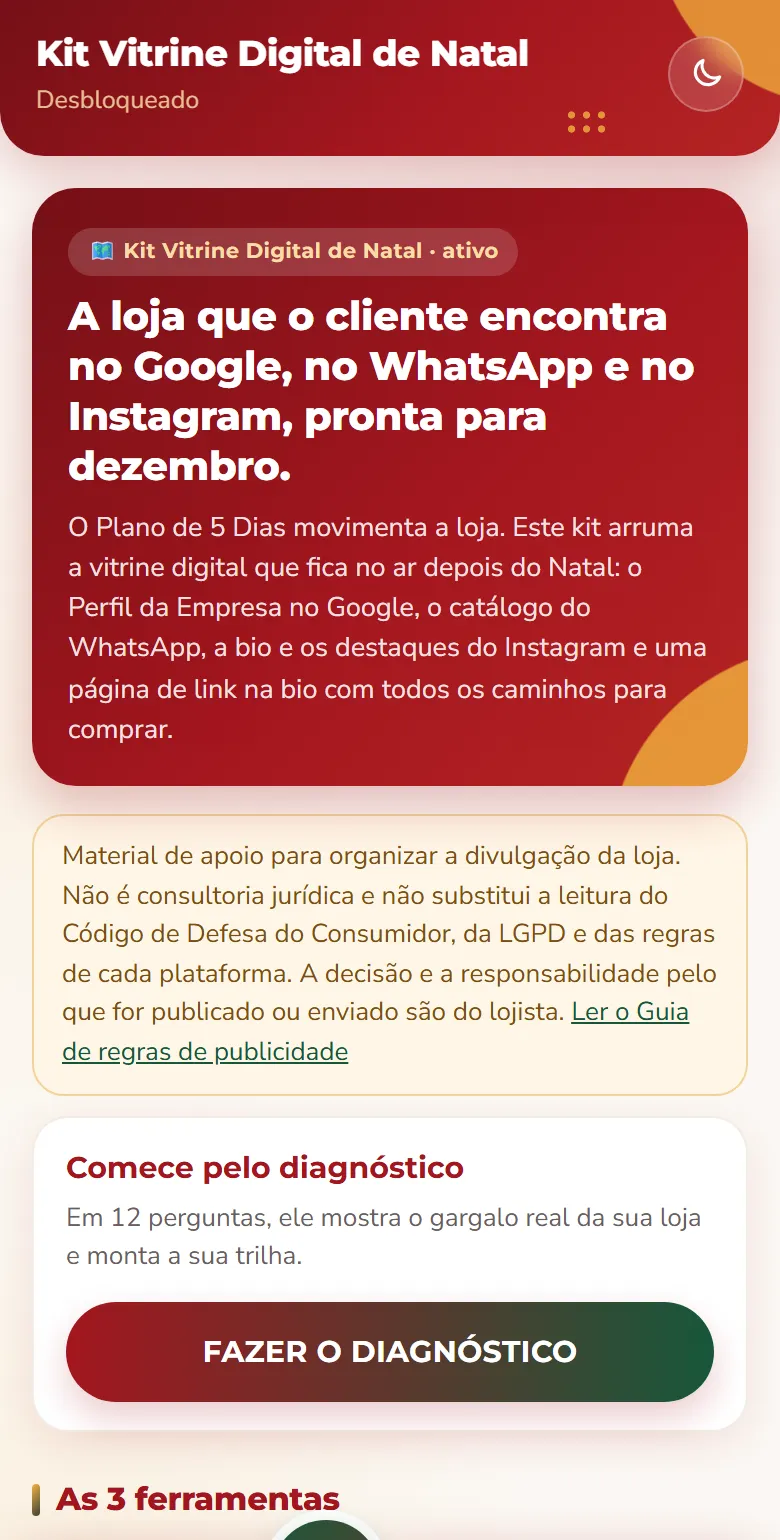 Kit Vitrine Digital de Natal
Desbloqueado
Kit Vitrine Digital de Natal · ativo
A loja que o cliente encontra
no Google, no WhatsApp e no
Instagram, pronta para
dezembro.
O Plano de 5 Dias movimenta a loja. Este kit arruma
a vitrine digital que fica no ar depois do Natal: o
Perfil da Empresa no Google, o catálogo do
WhatsApp, a bio e os destaques do Instagram e uma
página de link na bio com todos os caminhos para
comprar.
Material de apoio para organizar a divulgação da loja.
Não é consultoria jurídica e não substitui a leitura do
Código de Defesa do Consumidor, da LGPD e das regras
de cada plataforma. A decisão e a responsabilidade pelo
que for publicado ou enviado são do lojista. Ler o Guia
de regras de publicidade
Comece pelo diagnóstico
Em 12 perguntas, ele mostra o gargalo real da sua loja
e monta a sua trilha.
FAZER O DIAGNÓSTICO
As 3 ferramentas